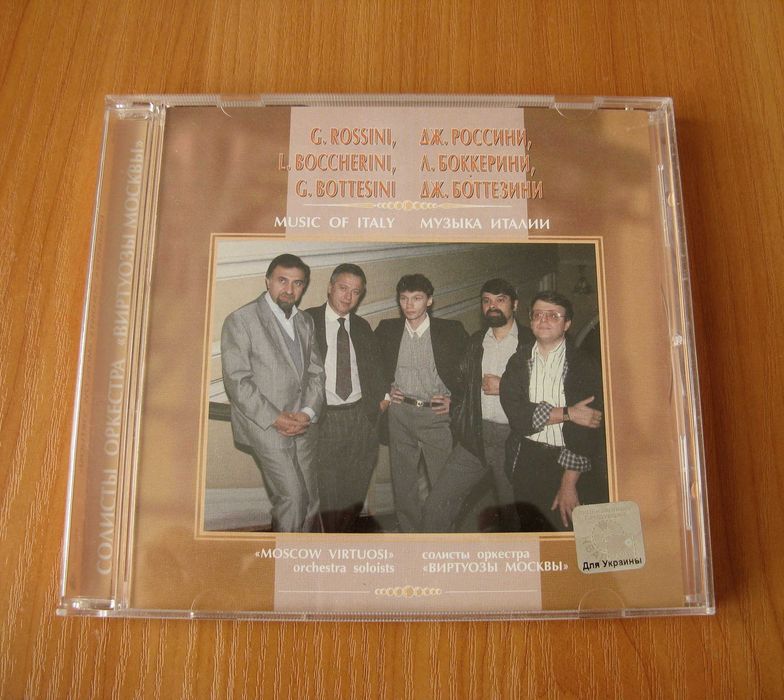 G. ROSSINI,
L. BOCCHERINI,
G. BOTTESINI
ДЖ. РОССИНИ,
Л. БОККЕРИНИ,
ДЖ. БОТТЕЗИНИ
MUSIC OF ITALY
МУЗЫКА ИТАЛИИ
«MOSCOW VIRTUOSI»
orchestra soloists
солисты оркестра
«ВИРТУОЗЫ МОСКВЫ»
Для Украины
СОЛИСТЫ ОРКЕСТРА «ВИРТУОЗЫ МОСКВЫ»